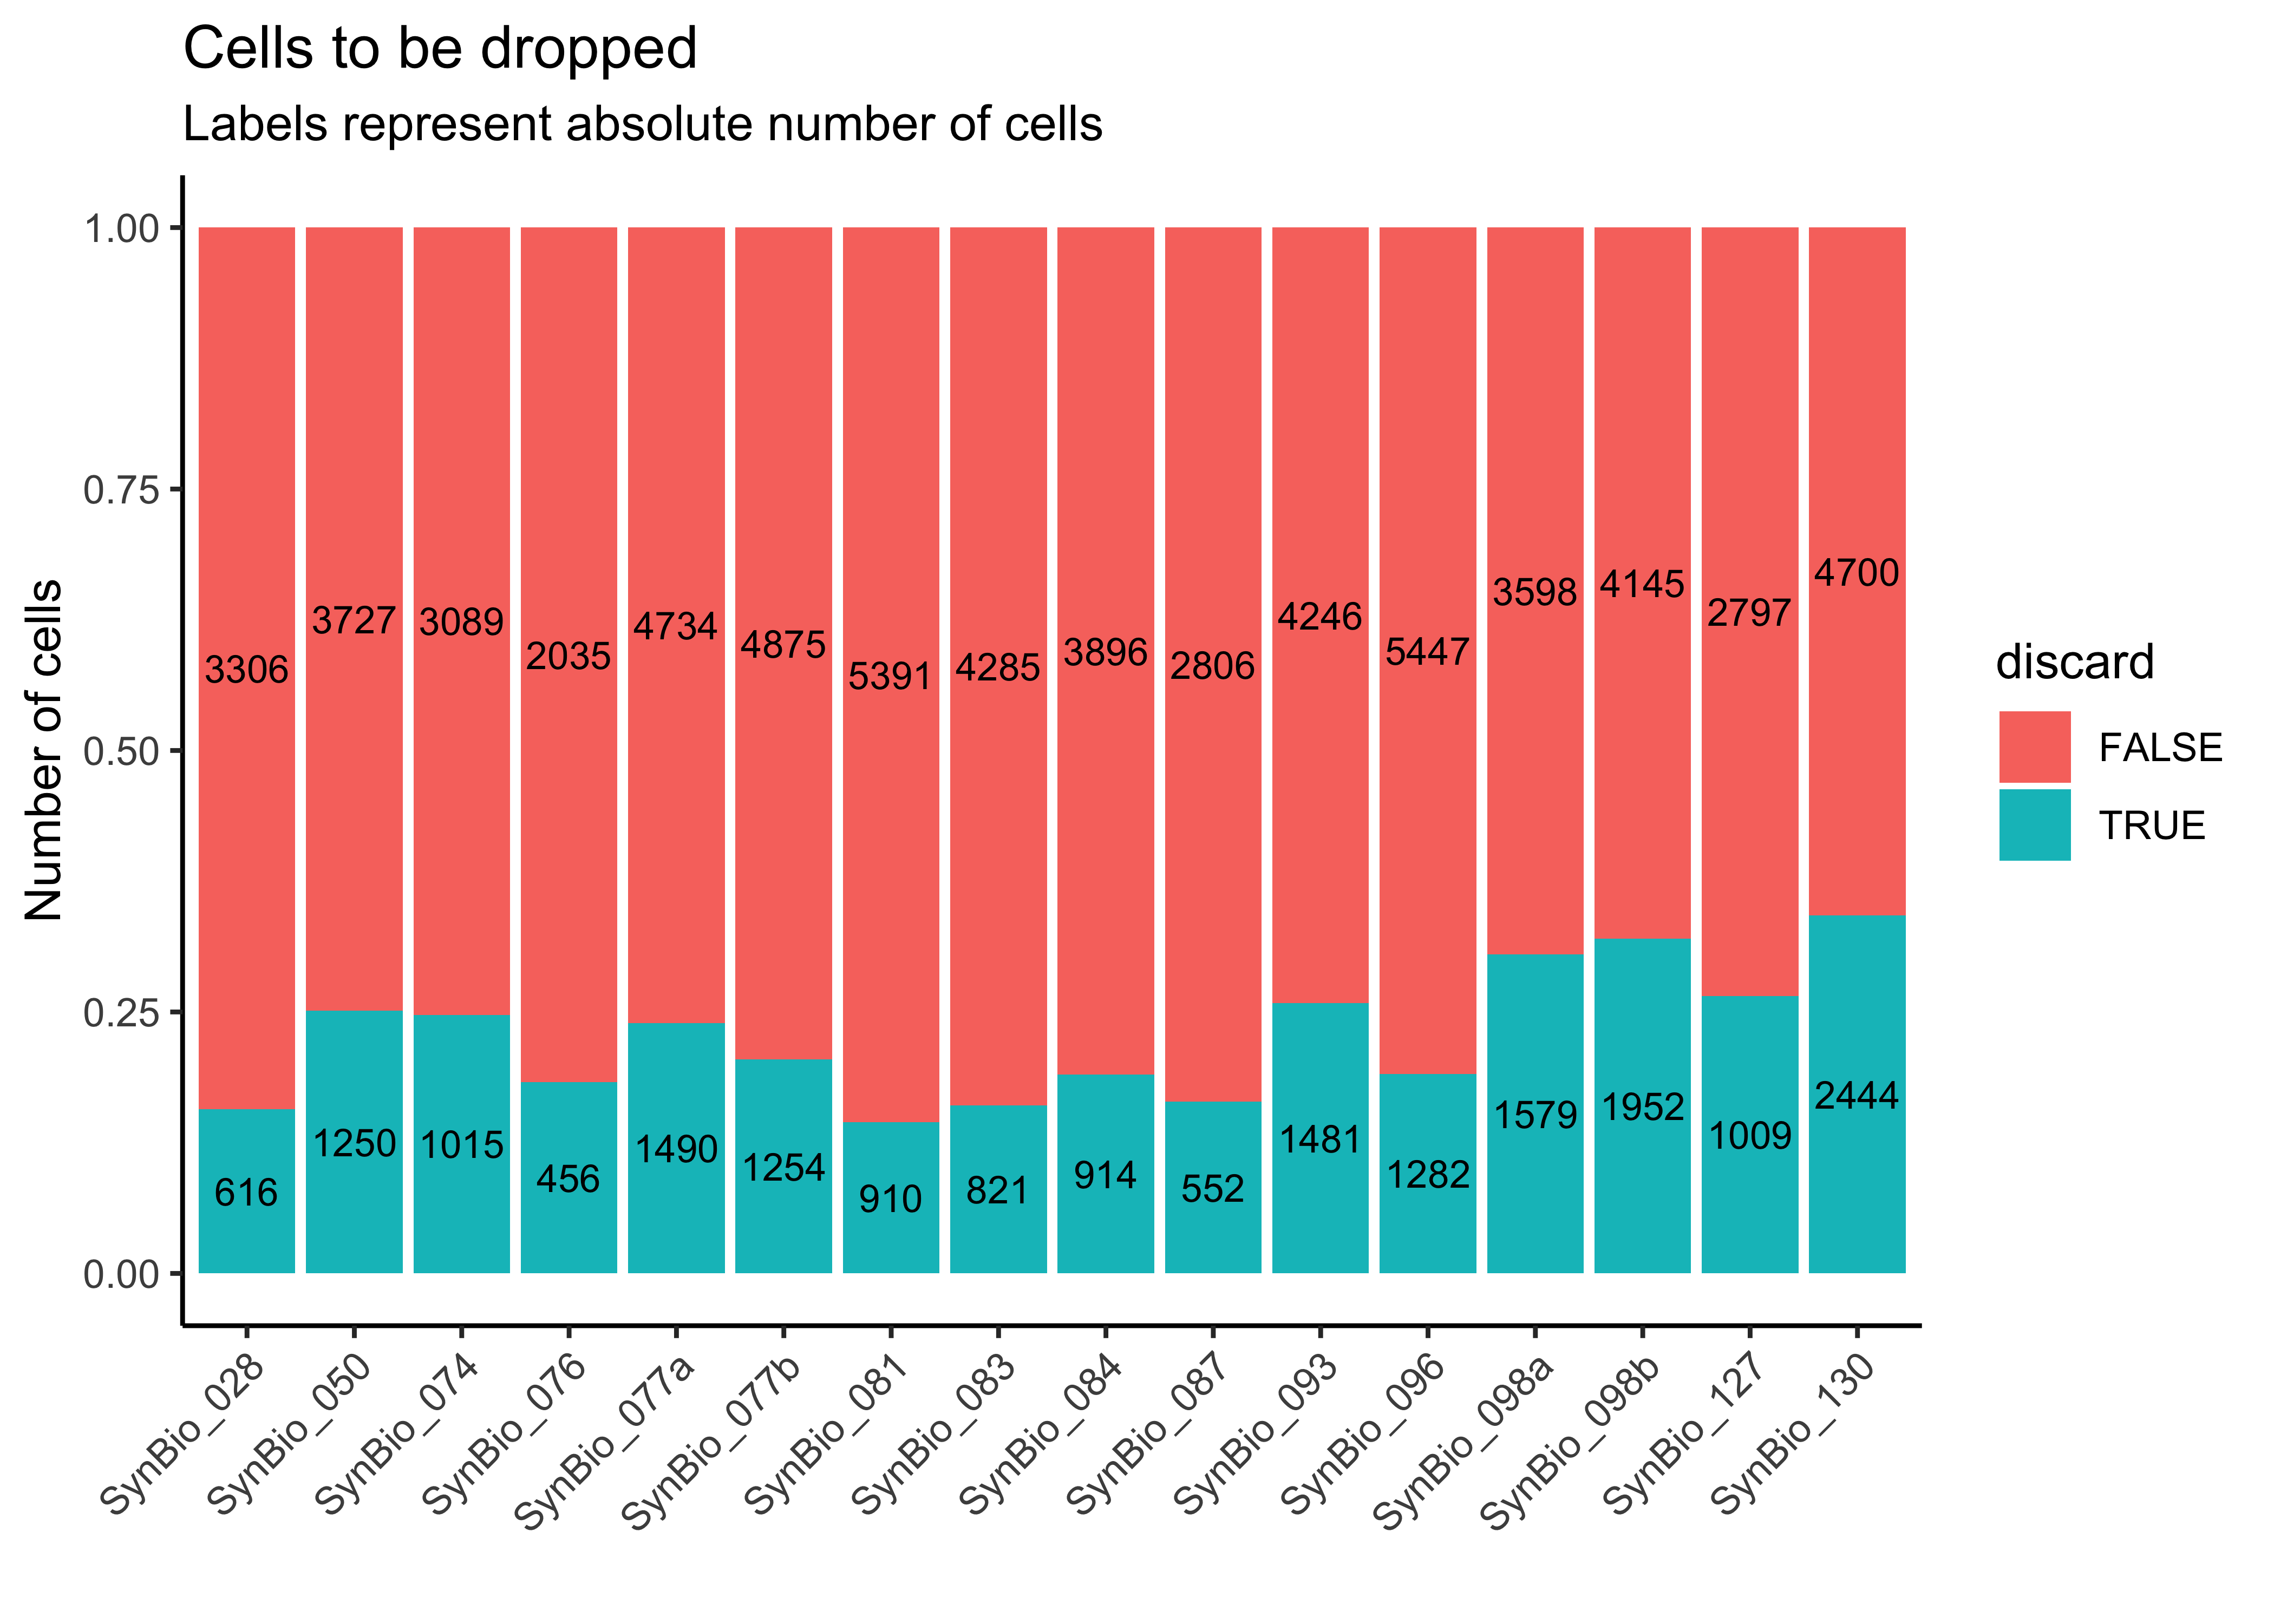 Cells to be dropped
Labels represent absolute number of cells
Number of cells
1.00
0.75
0.50
0.25
0.00
3306
3727
3089
2035
4734
4875
5391
4285
3896
2806
4246
5447
3598
4145
2797
4700
616
1250
1015
456
1490
1254
910
821
914
552
1481
1282
1579
1952
1009
2444
SynBio_028
SynBio_050
SynBio_074
SynBio_076
SynBio_077a
SynBio_077b
SynBio_081
SynBio_083
SynBio_084
SynBio_087
SynBio_093
SynBio_096
SynBio_098a
SynBio_098b
SynBio_127
SynBio_130
discard
FALSE
TRUE